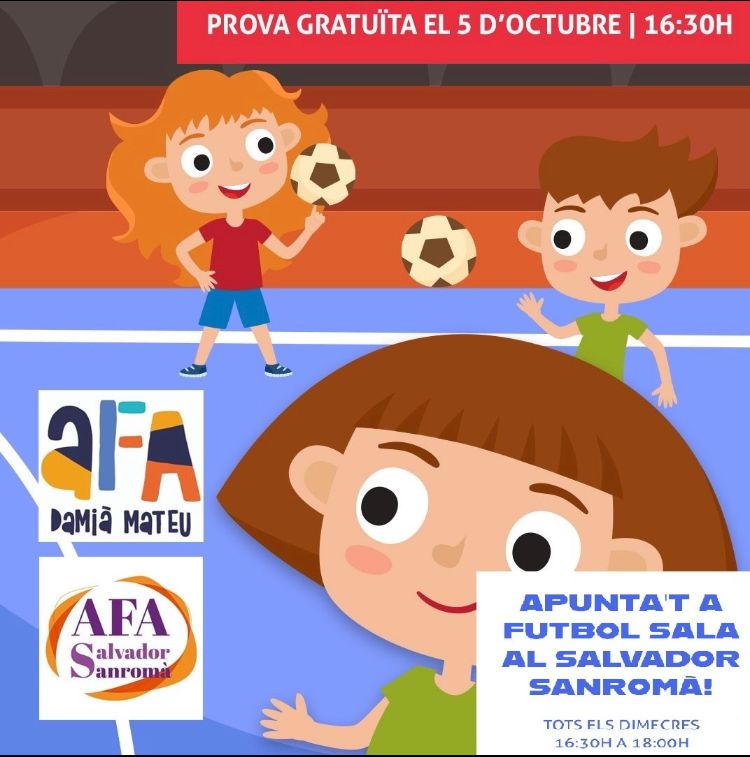 PROVA GRATUÏTA EL 5 D'OCTUBRE | 16:30H
AFA
DAMIÀ MATEU
AFA
Salvador
Sanromà
APUNTA'T A
FUTBOL SALA
AL SALVADOR
SANROMÀ!
TOTS ELS DIMECRES
16:30H A 18:00H